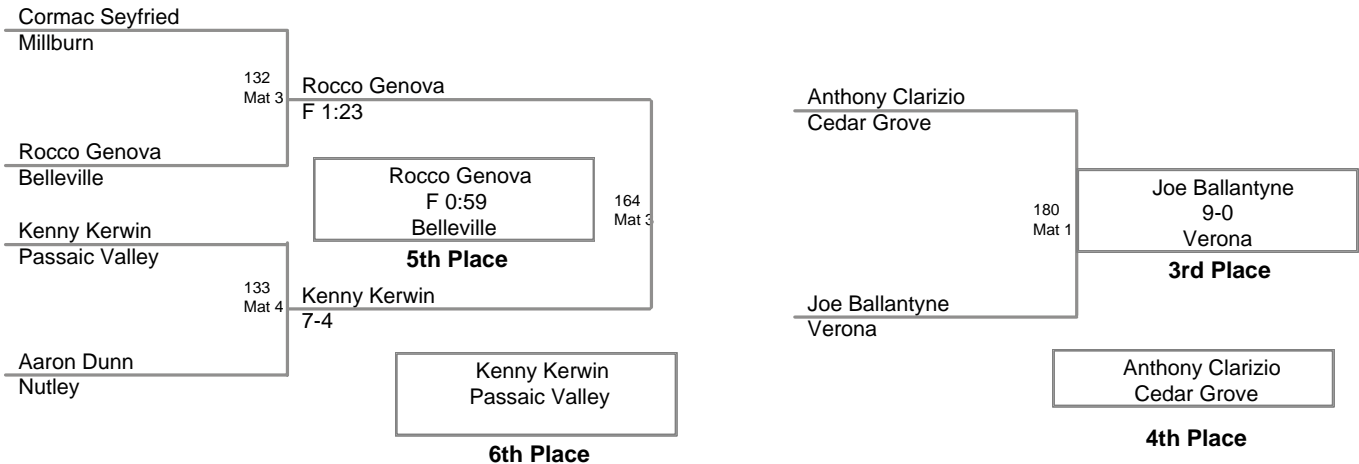 Cormac Seyfried
Millburn
132
Mat 3
Rocco Genova
F 1:23
Rocco Genova
Belleville
Rocco Genova
F 0:59
Belleville
5th Place
164
Mat 3
Kenny Kerwin
Passaic Valley
133
Mat 4
Kenny Kerwin
7-4
Aaron Dunn
Nutley
Kenny Kerwin
Passaic Valley
6th Place
Anthony Clarizio
Cedar Grove
180
Mat 1
Joe Ballantyne
9-0
Verona
3rd Place
Joe Ballantyne
Verona
Anthony Clarizio
Cedar Grove
4th Place